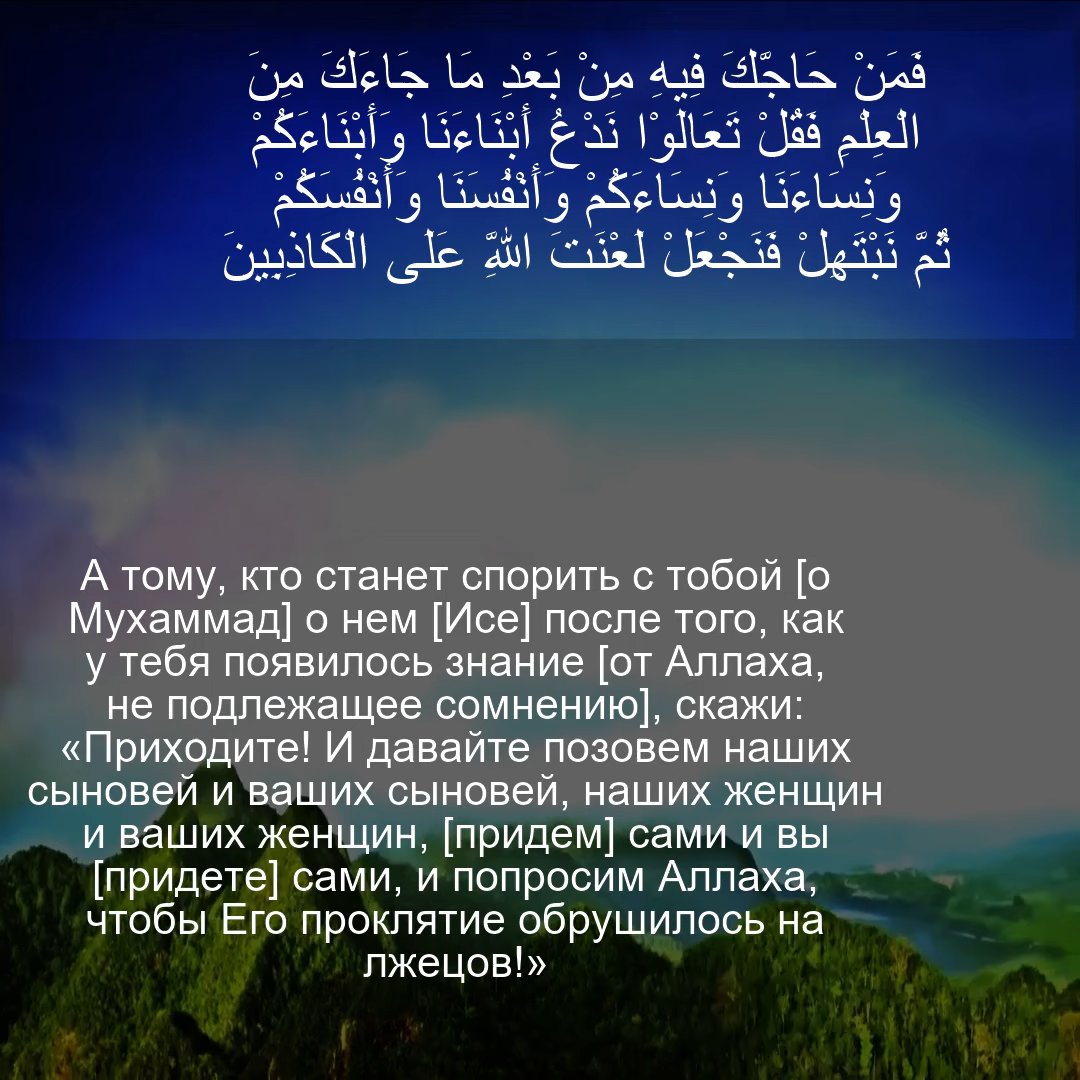 فَمَنْ حَاجَّكَ فِيهِ مِنْ بَعْدِ مَا جَاءَكَ مِنَ
الْعِلْمِ فَقُلْ تَعَالَوْا نَدْعُ أَبْنَاءَنَا وَأَبْنَاءَكُمْ
وَنِسَاءَنَا وَنِسَاءَكُمْ وَأَنْفُسَنَا وَأَنْفُسَكُمْ
ثُمَّ نَبْتَهِلْ فَنَجْعَلْ لَعْنَتَ اللَّهِ عَلَى الْكَاذِبِينَ
А тому, кто станет спорить с тобой [о
Мухаммад] о нем [Исе] после того, как
у тебя появилось знание [от Аллаха,
не подлежащее сомнению], скажи:
«Приходите! И давайте позовем наших
сыновей и ваших сыновей, наших женщин
и ваших женщин, [придем] сами и вы
[придете] сами, и попросим Аллаха,
чтобы Его проклятие обрушилось на
лжецов!»